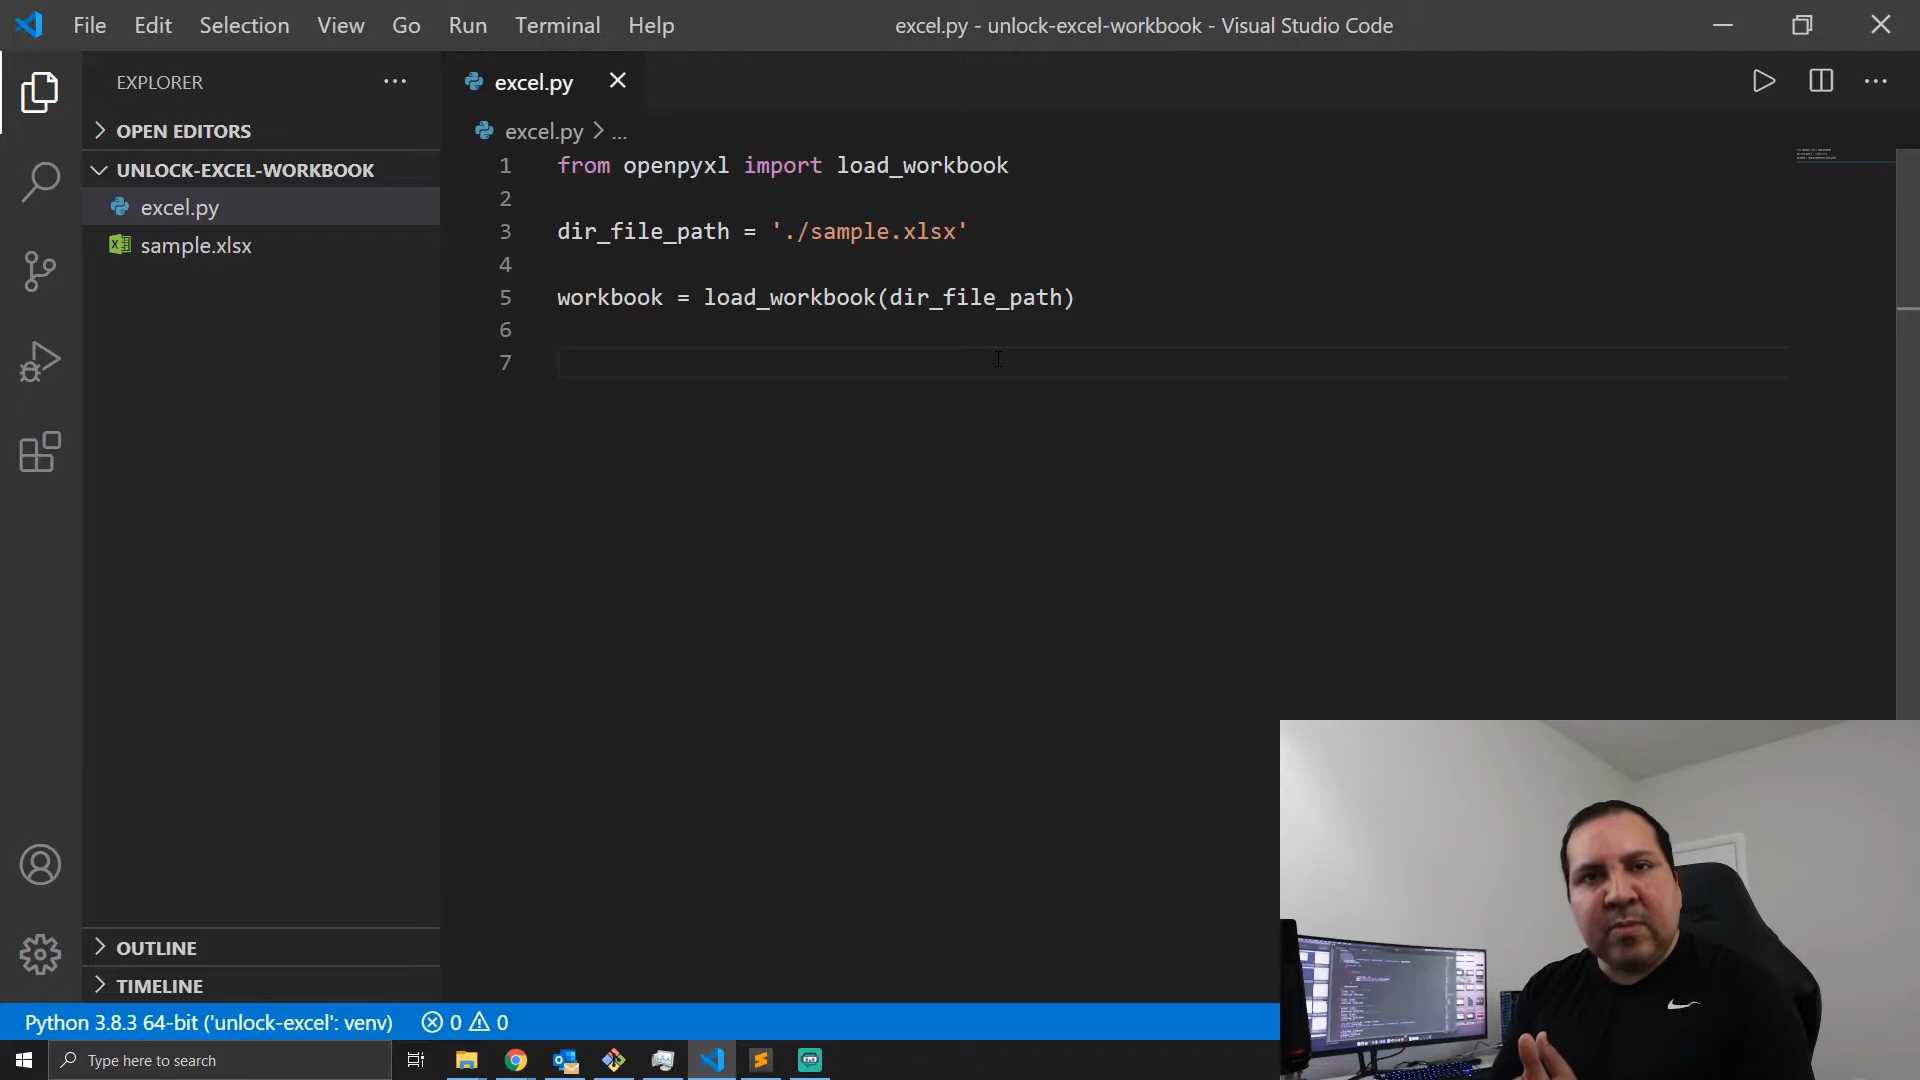 File Edit Selection View Go Run Terminal Help
excel.py - unlock-excel-workbook - Visual Studio Code
EXPLORER
OPEN EDITORS
UNLOCK-EXCEL-WORKBOOK
excel.py
sample.xlsx
OUTLINE
TIMELINE
excel.py
excel.py > ...
1 from openpyxl import load_workbook
2
3 dir_file_path = './sample.xlsx'
4
5 workbook = load_workbook(dir_file_path)
6
7
Python 3.8.3 64-bit ('unlock-excel': venv) 0 0
Type here to search